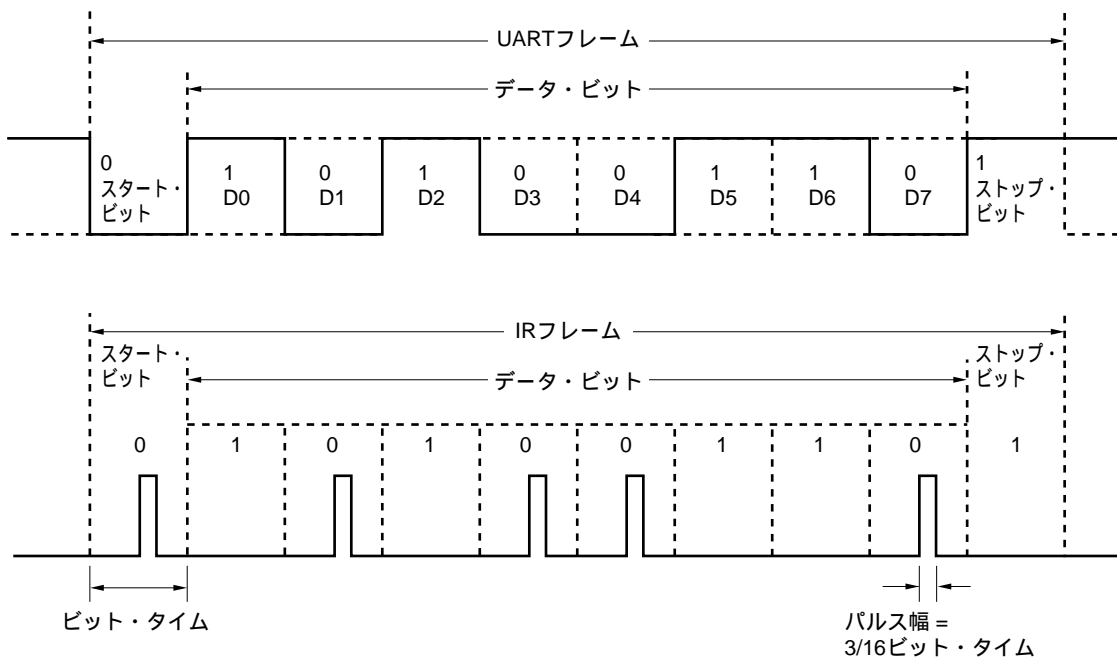 UARTフレーム
データ・ビット
0
スタート・
ビット
1
D0
0
D1
1
D2
0
D3
0
D4
1
D5
1
D6
0
D7
1
ストップ・
ビット
IRフレーム
スタート・
ビット
データ・ビット
ストップ・
ビット
0 1 0 1 0 0 1 1 0 1
ビット・タイム
パルス幅 =
3/16ビット・タイム